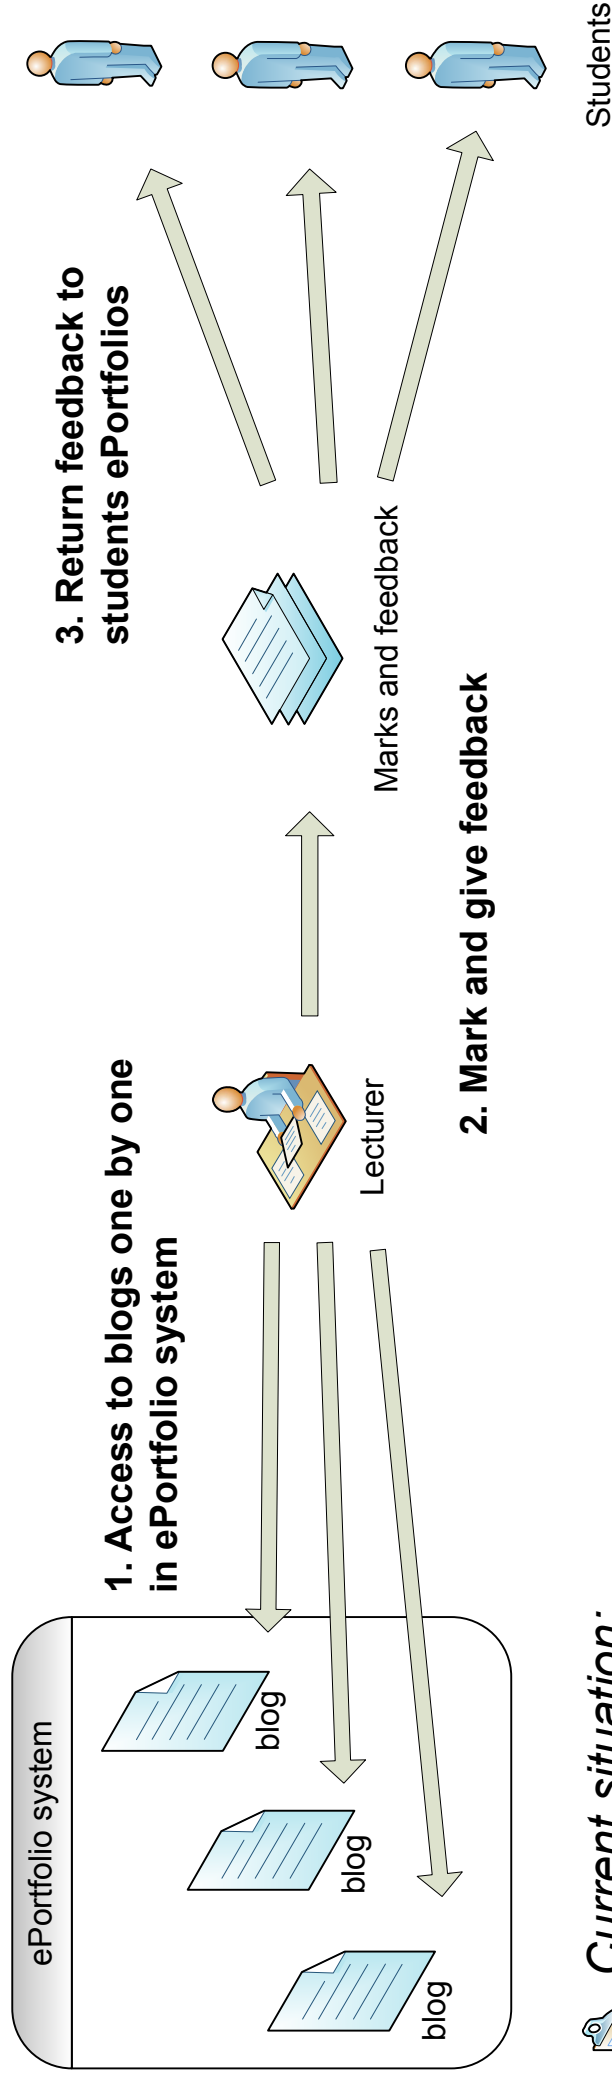 ePortfolio system
blog
blog
blog
1. Access to blogs one by one
in ePortfolio system
Lecturer
2. Mark and give feedback
Marks and feedback
3. Return feedback to
students ePortfolios
Students
Current situation: